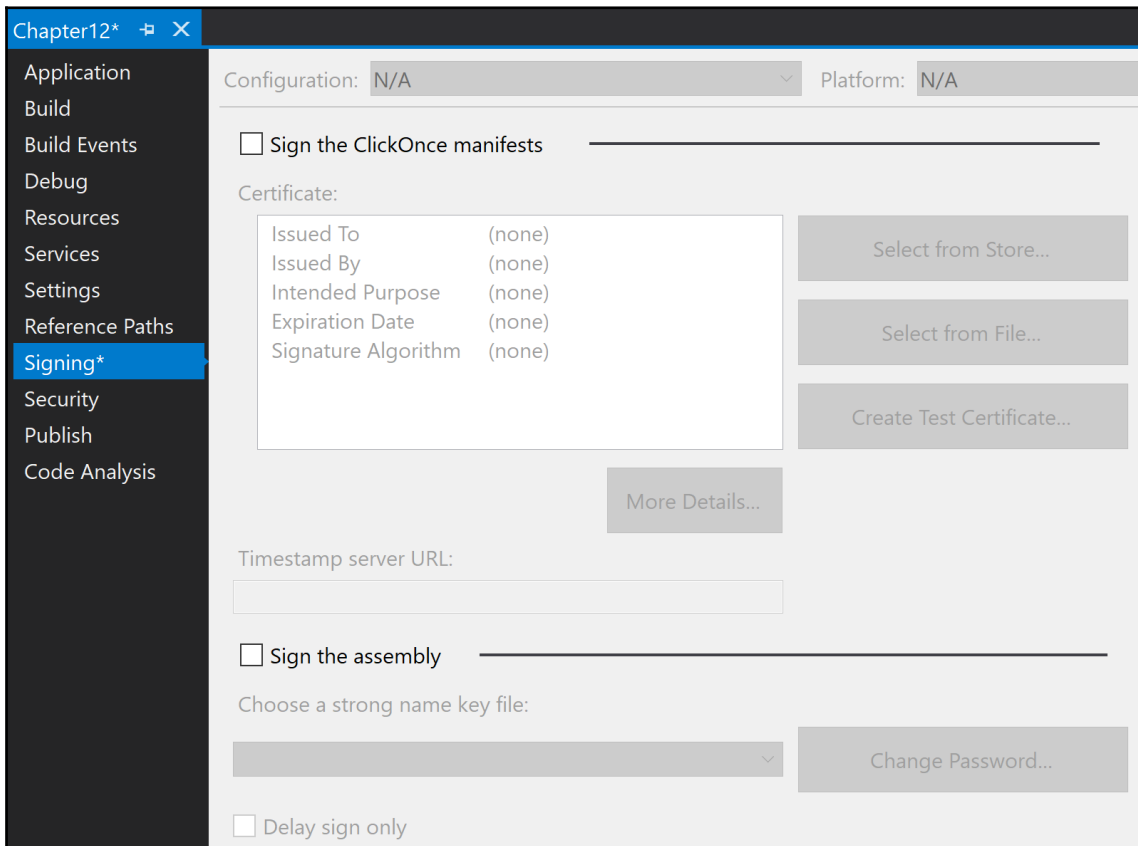 Chapter12*
Application
Build
Build Events
Debug
Resources
Services
Settings
Reference Paths
Signing*
Security
Publish
Code Analysis
Configuration: N/A Platform: N/A
Sign the ClickOnce manifests
Certificate:
Issued To (none)
Issued By (none)
Intended Purpose (none)
Expiration Date (none)
Signature Algorithm (none)
Select from Store...
Select from File...
Create Test Certificate...
More Details...
Timestamp server URL:
Sign the assembly
Choose a strong name key file:
Change Password...
Delay sign only